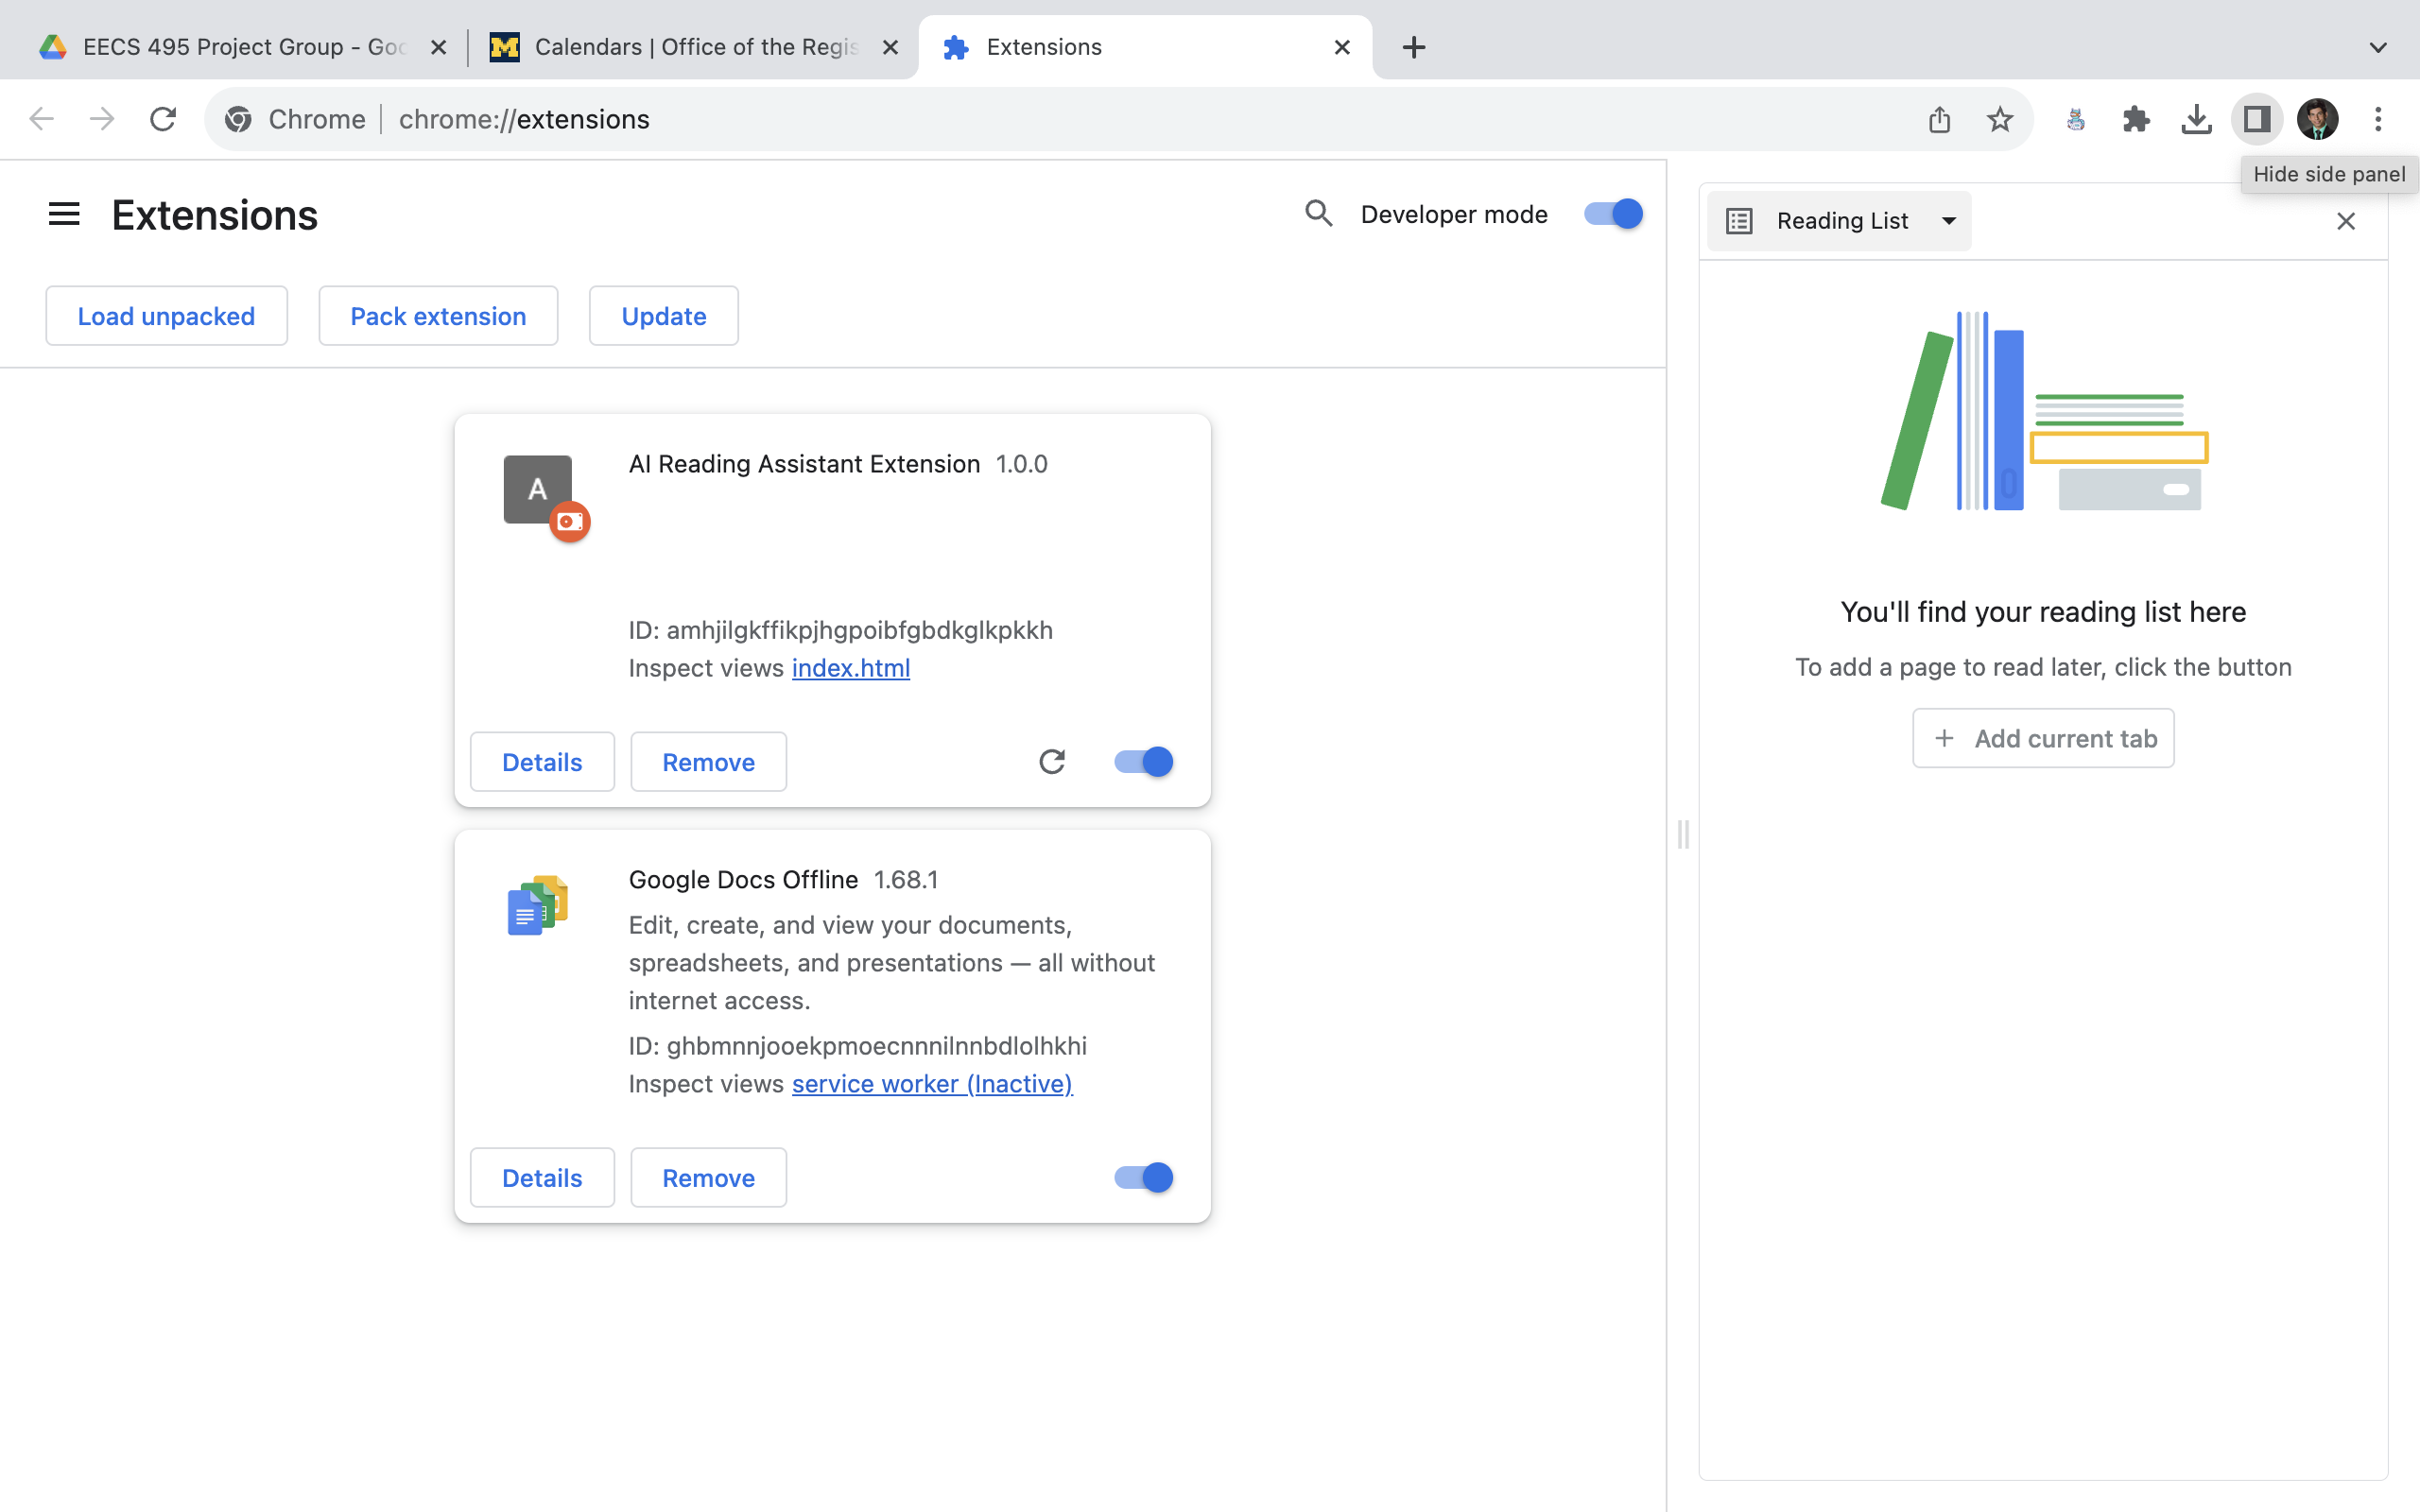 EECS 495 Project Group - Goo
Calendars | Office of the Regis
Extensions
Chrome
chrome://extensions
Hide side panel
Extensions
Developer mode
Reading List
Load unpacked
Pack extension
Update
A
AI Reading Assistant Extension 1.0.0
ID: amhjilgkffikpjhgpoibfgbdkglkpkkh
Inspect views index.html
Details
Remove
Google Docs Offline 1.68.1
Edit, create, and view your documents,
spreadsheets, and presentations — all without
internet access.
ID: ghbmnnjooekpmoecnnnilnnbdlolhkhi
Inspect views service worker (Inactive)
Details
Remove
You'll find your reading list here
To add a page to read later, click the button
+ Add current tab